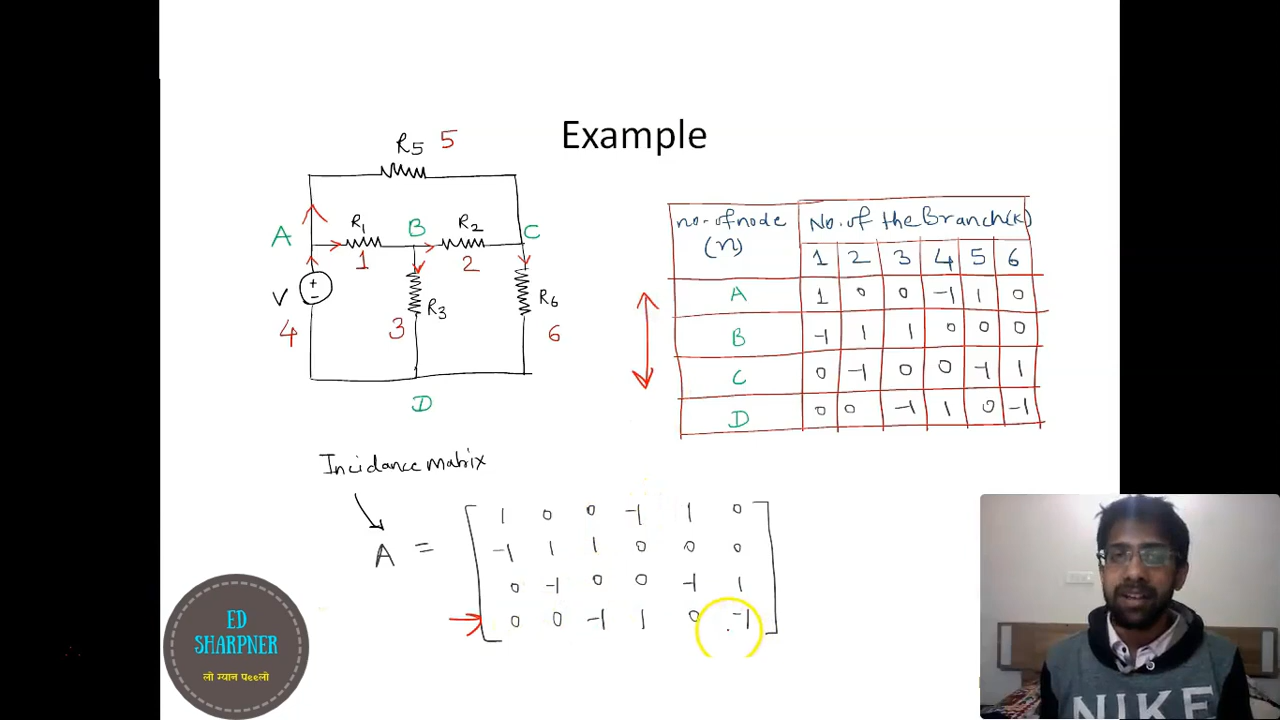 Example
R5 5
A
R1
B
R2
C
1
2
V
4
+
-
3
R3
R6
6
D
no. of node (n) No. of the Branch(K)
1 2 3 4 5 6
A 1 0 0 -1 1 0
B -1 1 1 0 0 0
C 0 -1 0 0 -1 1
D 0 0 -1 1 0 -1
Incidance matrix
A =
1 0 0 -1 1 0
-1 1 1 0 0 0
0 -1 0 0 -1 1
0 0 -1 1 0 -1
ED
SHARPNER
लो ग्यान पeeलो
NIKE